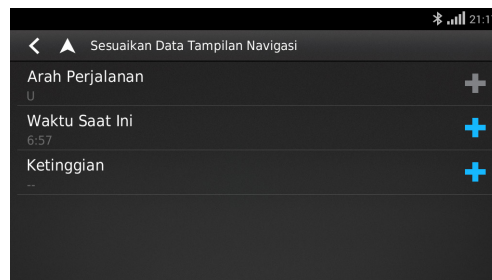 21:1
Sesuaikan Data Tampilan Navigasi
Arah Perjalanan
U
Waktu Saat Ini
6:57
Ketinggian
--